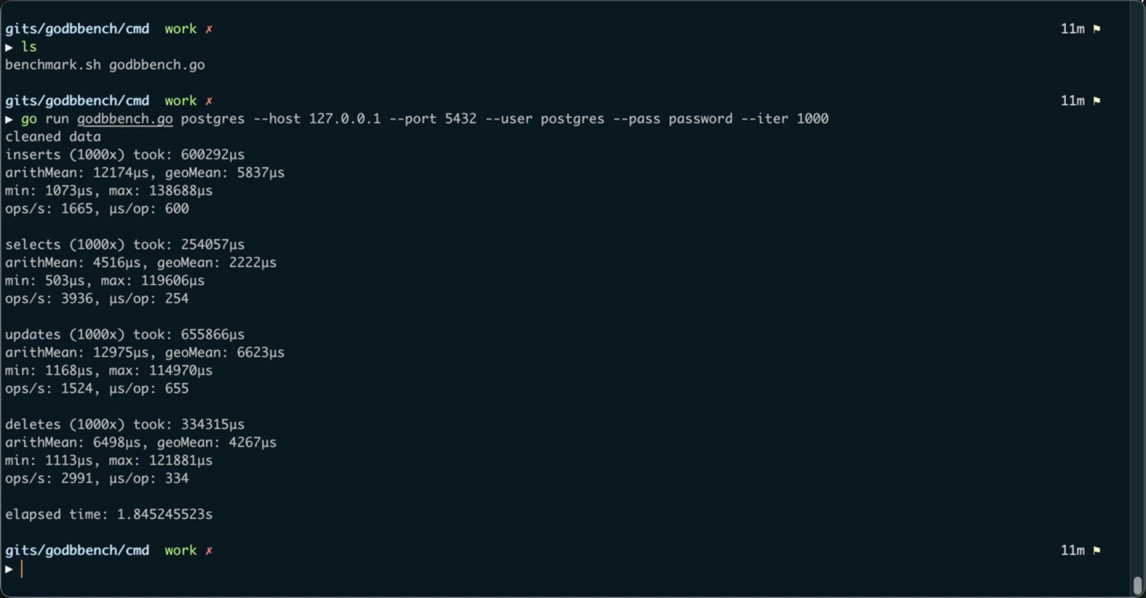 gits/godbbench/cmd work ✗ 11m ⚑
▶ ls
benchmark.sh godbbench.go
gits/godbbench/cmd work ✗ 11m ⚑
▶ go run godbbench.go postgres --host 127.0.0.1 --port 5432 --user postgres --pass password --iter 1000
cleaned data
inserts (1000x) took: 600292µs
arithMean: 12174µs, geoMean: 5837µs
min: 1073µs, max: 138688µs
ops/s: 1665, µs/op: 600
selects (1000x) took: 254057µs
arithMean: 4516µs, geoMean: 2222µs
min: 503µs, max: 119606µs
ops/s: 3936, µs/op: 254
updates (1000x) took: 655866µs
arithMean: 12975µs, geoMean: 6623µs
min: 1168µs, max: 114970µs
ops/s: 1524, µs/op: 655
deletes (1000x) took: 334315µs
arithMean: 6498µs, geoMean: 4267µs
min: 1113µs, max: 121881µs
ops/s: 2991, µs/op: 334
elapsed time: 1.845245523s
gits/godbbench/cmd work ✗ 11m ⚑
▶